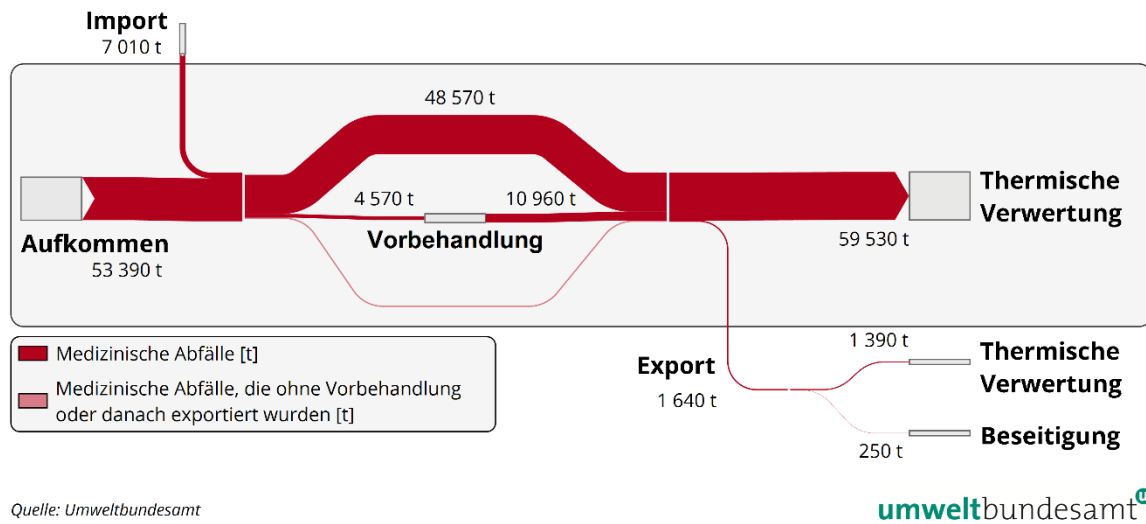 Import
7 010 t
48 570 t
4 570 t
10 960 t
Vorbehandlung
Aufkommen
53 390 t
Thermische
Verwertung
59 530 t
Medizinische Abfälle [t]
Medizinische Abfälle, die ohne Vorbehandlung
oder danach exportiert wurden [t]
Export
1 640 t
1 390 t
Thermische
Verwertung
250 t
Beseitigung
Quelle: Umweltbundesamt
umweltbundesamt
u